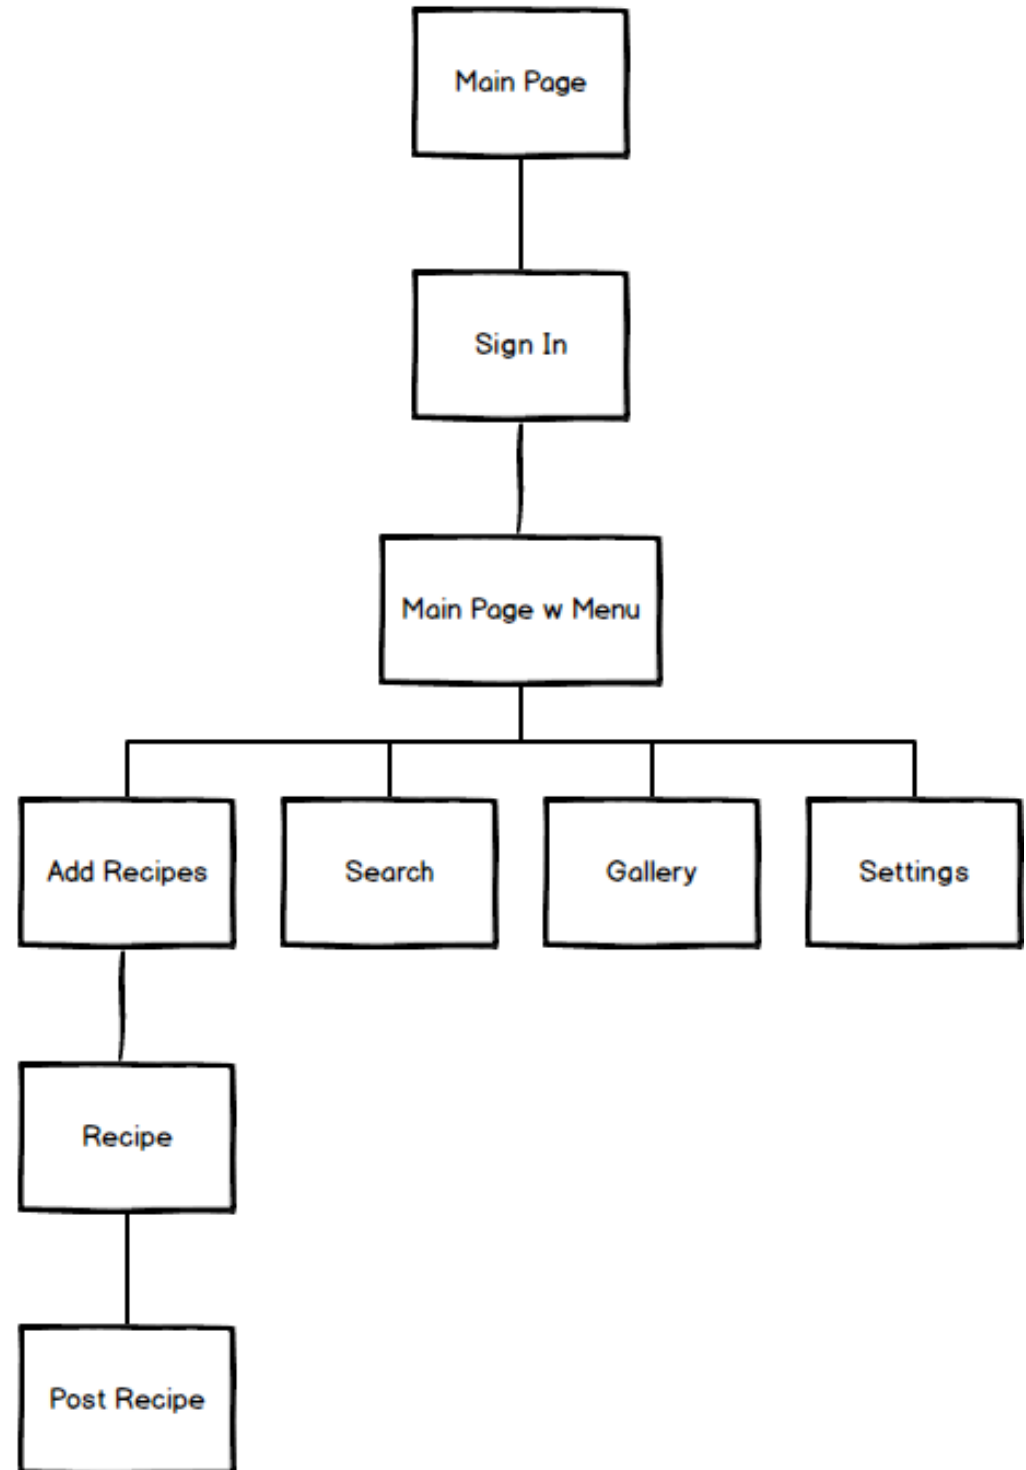 Main Page
Sign In
Main Page w Menu
Add Recipes
Search
Gallery
Settings
Recipe
Post Recipe